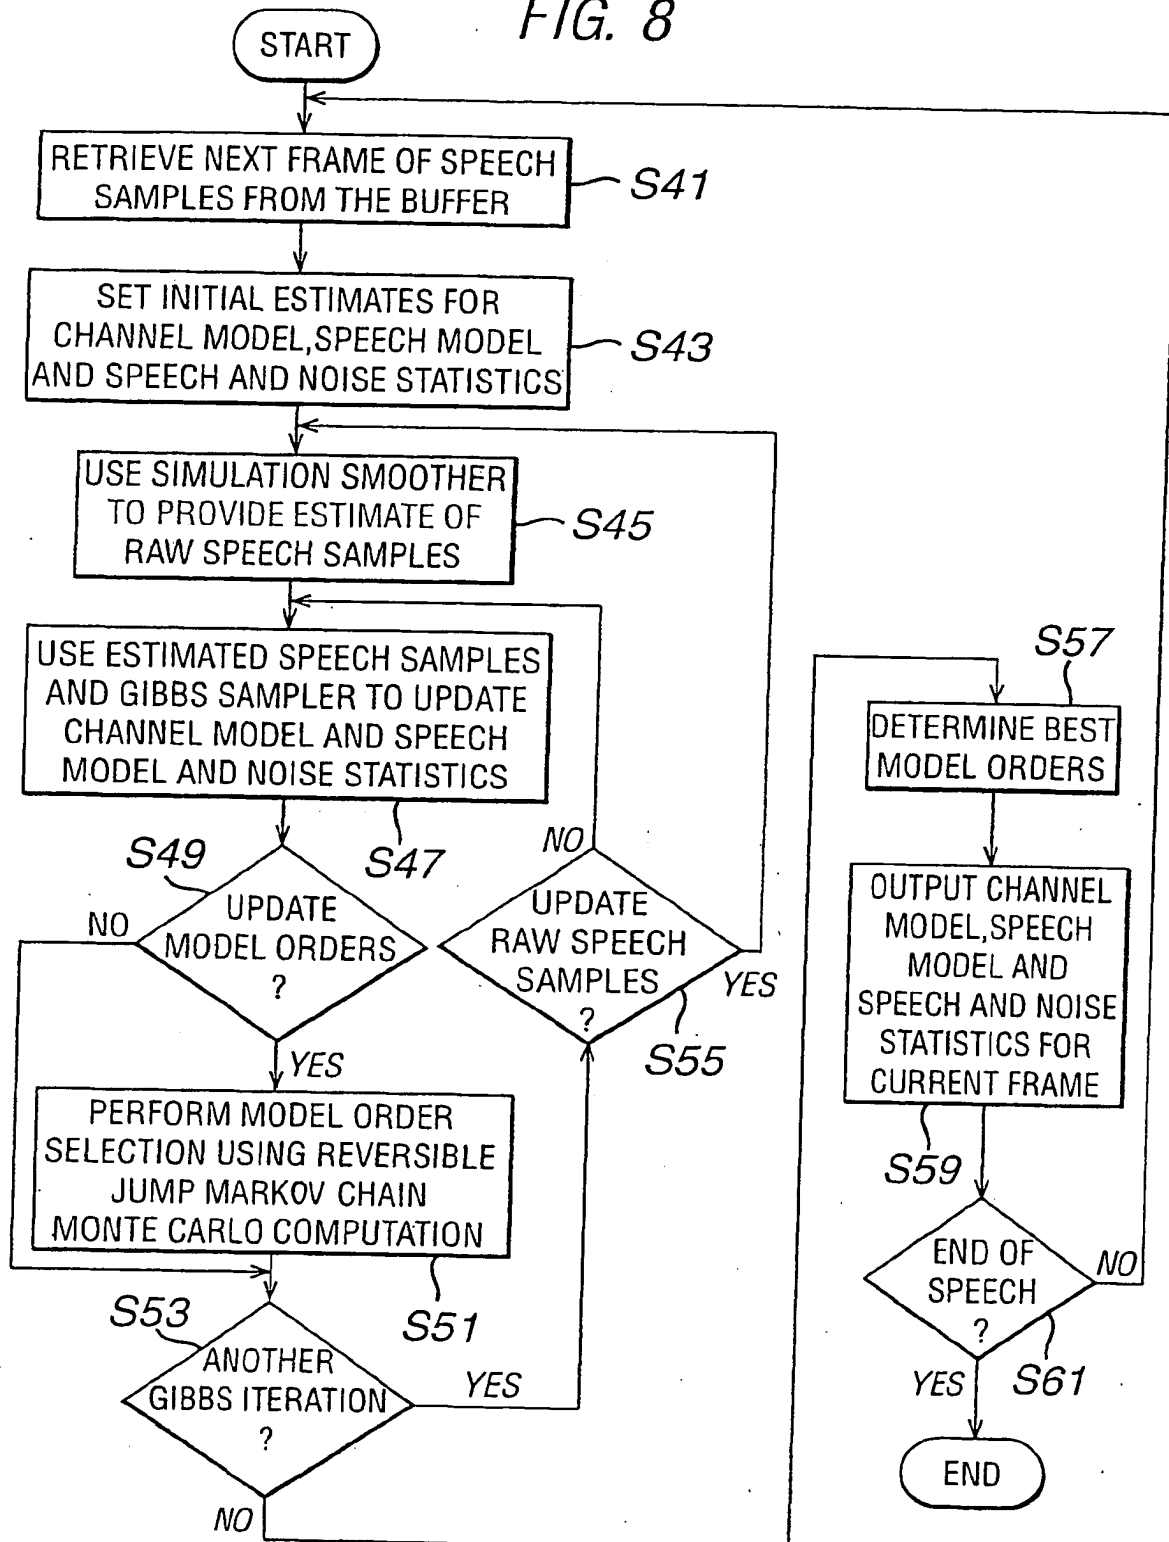 FIG. 8
START
RETRIEVE NEXT FRAME OF SPEECH
SAMPLES FROM THE BUFFER
S41
SET INITIAL ESTIMATES FOR
CHANNEL MODEL,SPEECH MODEL
AND SPEECH AND NOISE STATISTICS
S43
USE SIMULATION SMOOTHER
TO PROVIDE ESTIMATE OF
RAW SPEECH SAMPLES
S45
USE ESTIMATED SPEECH SAMPLES
AND GIBBS SAMPLER TO UPDATE
CHANNEL MODEL AND SPEECH
MODEL AND NOISE STATISTICS
S47
S49
NO
UPDATE
MODEL ORDERS
?
YES
NO
UPDATE
RAW SPEECH
SAMPLES
?
YES
S55
PERFORM MODEL ORDER
SELECTION USING REVERSIBLE
JUMP MARKOV CHAIN
MONTE CARLO COMPUTATION
S51
S53
ANOTHER
GIBBS ITERATION
?
YES
NO
S57
DETERMINE BEST
MODEL ORDERS
OUTPUT CHANNEL
MODEL,SPEECH
MODEL AND
SPEECH AND NOISE
STATISTICS FOR
CURRENT FRAME
S59
END OF
SPEECH
?
NO
S61
YES
END